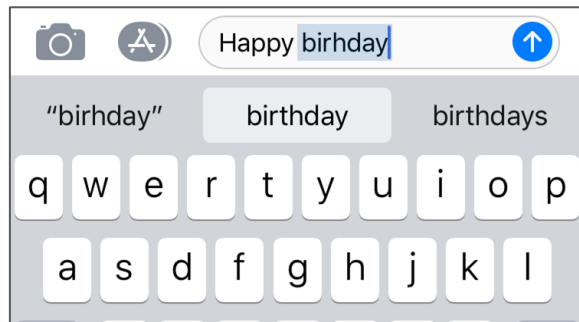 Happy birhday
“birhday” birthday birthdays
q w e r t y u i o p
a s d f g h j k l